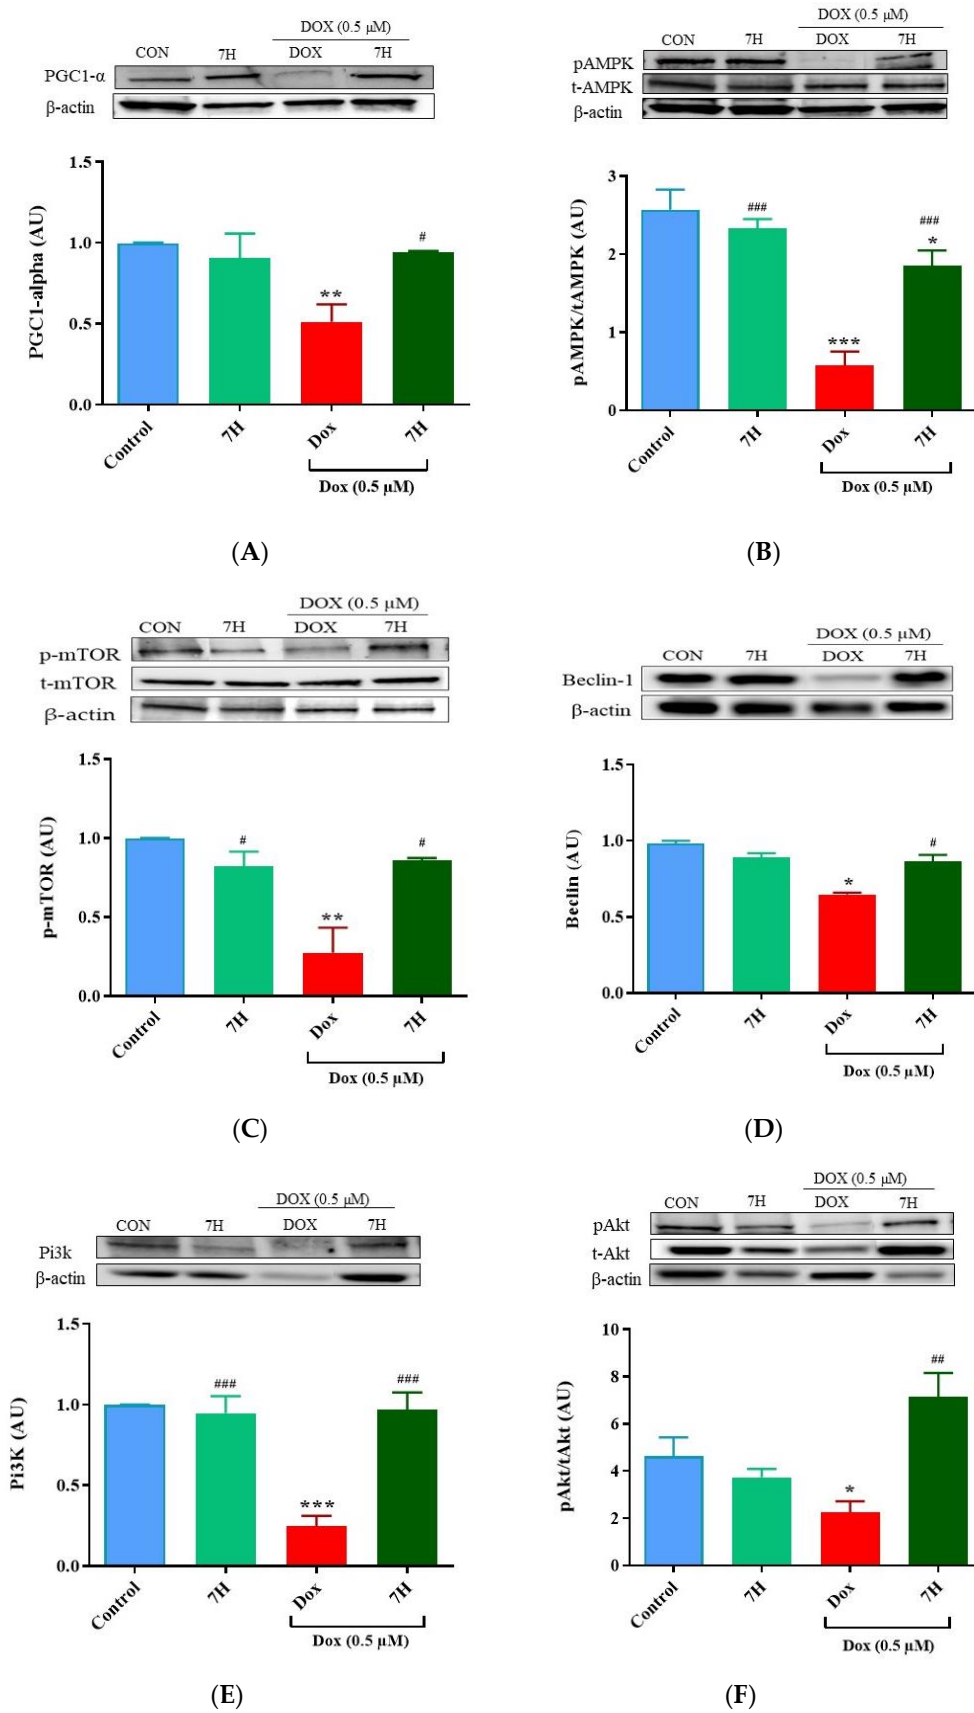 DOX (0.5 µM)
CON 7H DOX 7H
PGC1-α
β-actin
PGC1-alpha (AU)
1.5
1.0
0.5
0.0
**
#
Control 7H Dox 7H
Dox (0.5 µM)
(A)
DOX (0.5 µM)
CON 7H DOX 7H
pAMPK
t-AMPK
β-actin
pAMPK/tAMPK (AU)
3
2
1
0
###
***
###
*
Control 7H Dox 7H
Dox (0.5 µM)
(B)
DOX (0.5 µM)
CON 7H DOX 7H
p-mTOR
t-mTOR
β-actin
p-mTOR (AU)
1.5
1.0
0.5
0.0
#
**
#
Control 7H Dox 7H
Dox (0.5 µM)
(C)
DOX (0.5 µM)
CON 7H DOX 7H
Beclin-1
β-actin
Beclin (AU)
1.5
1.0
0.5
0.0
*
#
Control 7H Dox 7H
Dox (0.5 µM)
(D)
DOX (0.5 µM)
CON 7H DOX 7H
Pi3k
β-actin
Pi3K (AU)
1.5
1.0
0.5
0.0
###
***
###
Control 7H Dox 7H
Dox (0.5 µM)
(E)
DOX (0.5 µM)
CON 7H DOX 7H
pAkt
t-Akt
β-actin
pAkt/tAkt (AU)
10
8
6
4
2
0
*
##
Control 7H Dox 7H
Dox (0.5 µM)
(F)